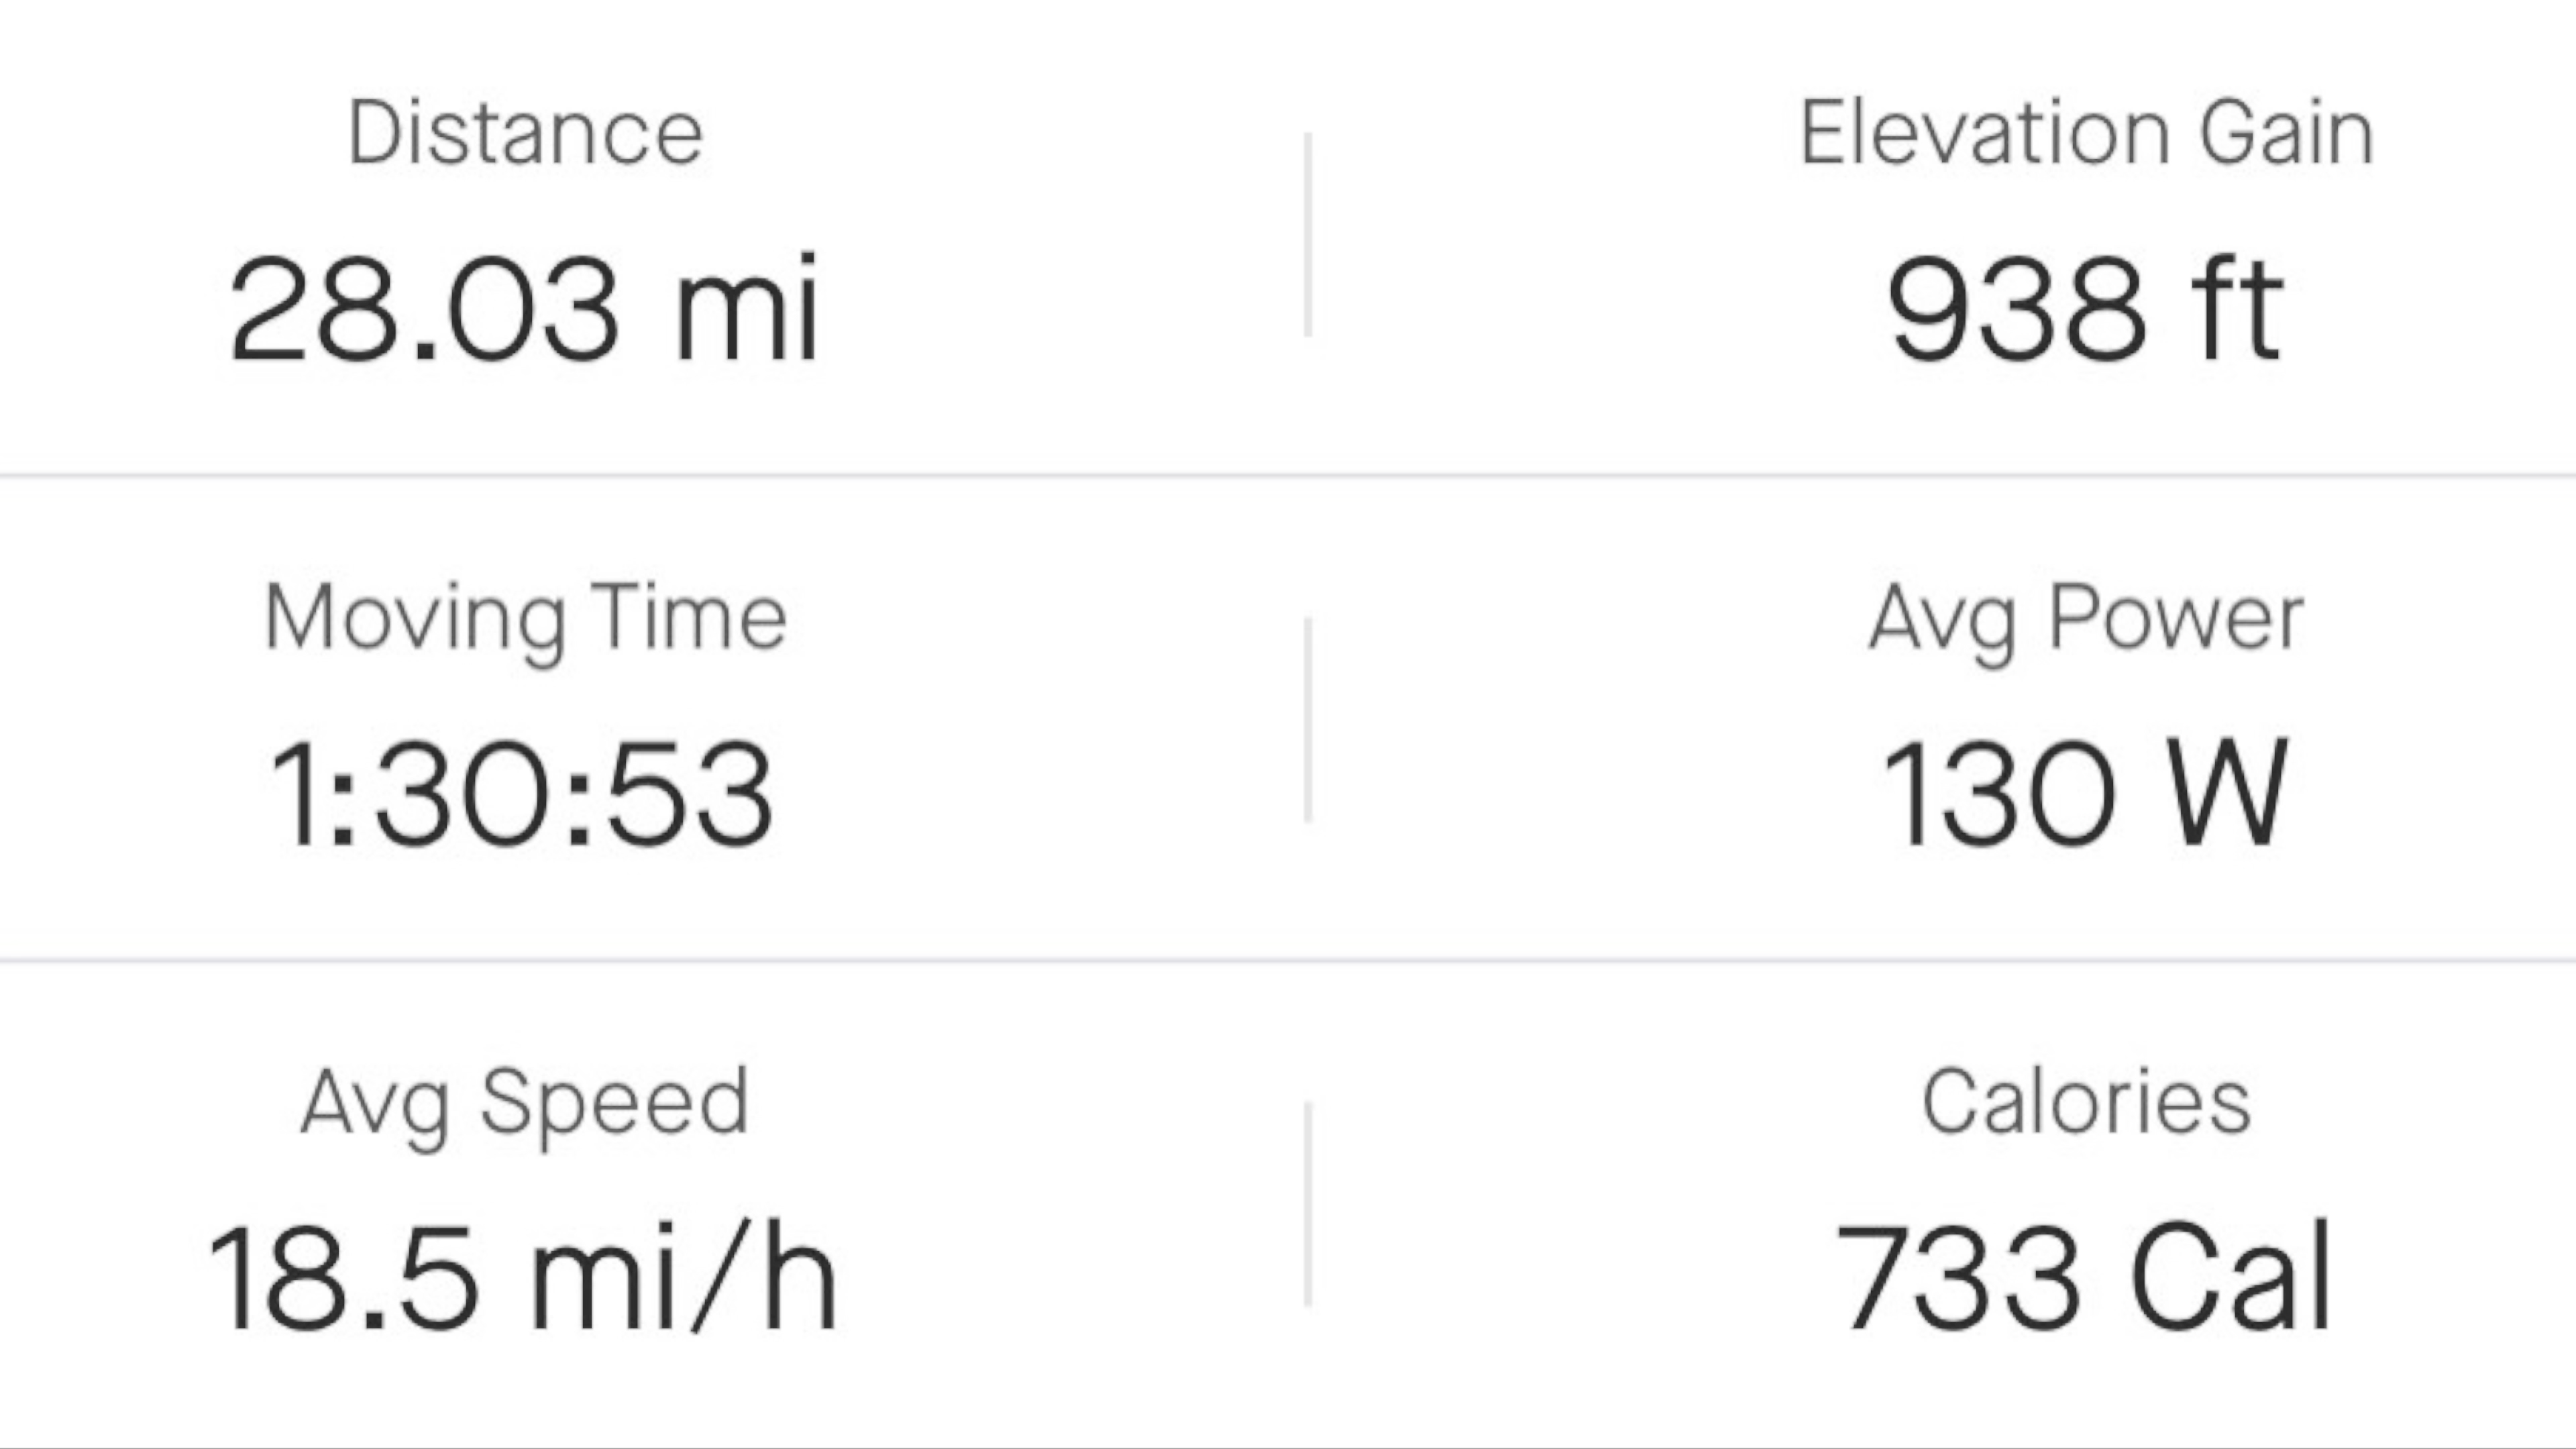 Distance
28.03 mi
Elevation Gain
938 ft
Moving Time
1:30:53
Avg Power
130 W
Avg Speed
18.5 mi/h
Calories
733 Cal